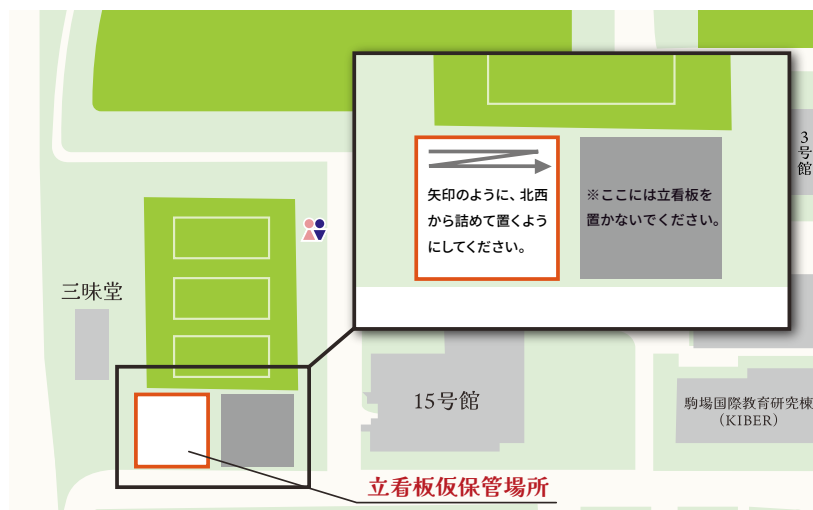 3
号
館
矢印のように、北西
から詰めて置くよう
にしてください。
※ここには立看板を
置かないでください。
三昧堂
15号館
駒場国際教育研究棟
（KIBER）
立看板仮保管場所